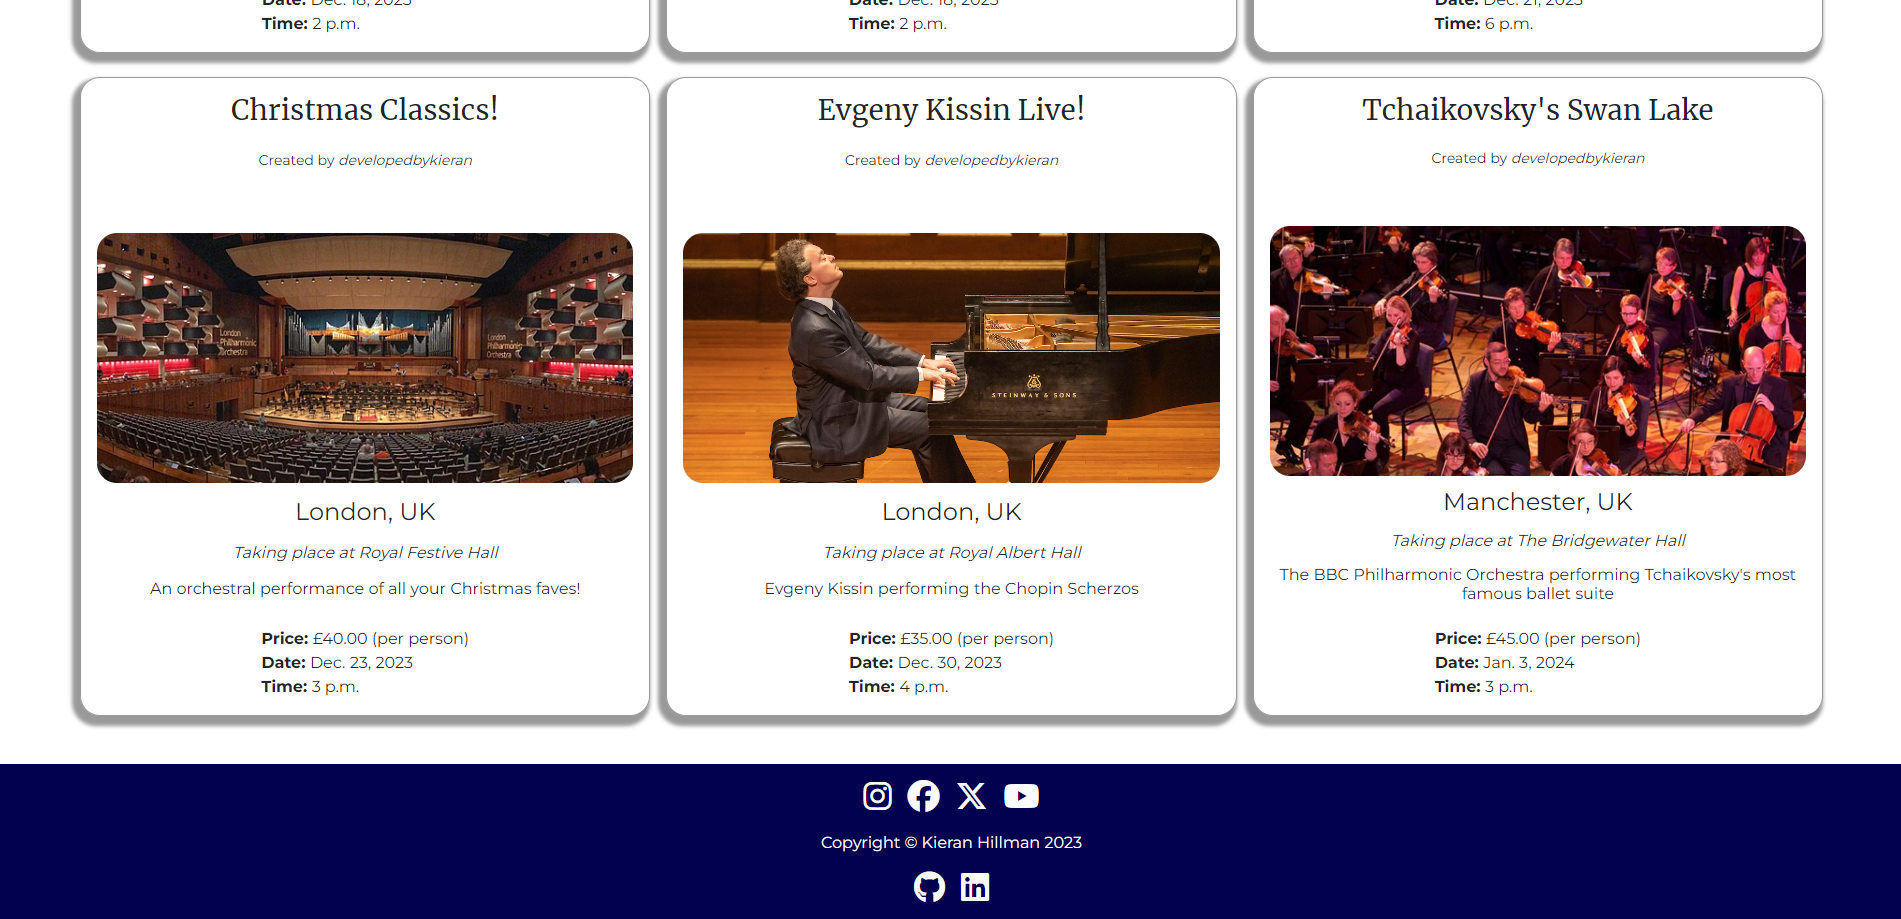 Date: Dec. 18, 2023
Time: 2 p.m.
Date: Dec. 18, 2023
Time: 2 p.m.
Date: Dec. 21, 2023
Time: 6 p.m.
Christmas Classics!
Created by developedbykieran
London
Philharmonic
Orchestra
London
Philharmonic
Orchestra
London, UK
Taking place at Royal Festive Hall
An orchestral performance of all your Christmas faves!
Price: £40.00 (per person)
Date: Dec. 23, 2023
Time: 3 p.m.
Evgeny Kissin Live!
Created by developedbykieran
STEINWAY & SONS
London, UK
Taking place at Royal Albert Hall
Evgeny Kissin performing the Chopin Scherzos
Price: £35.00 (per person)
Date: Dec. 30, 2023
Time: 4 p.m.
Tchaikovsky's Swan Lake
Created by developedbykieran
Manchester, UK
Taking place at The Bridgewater Hall
The BBC Philharmonic Orchestra performing Tchaikovsky's most
famous ballet suite
Price: £45.00 (per person)
Date: Jan. 3, 2024
Time: 3 p.m.
Copyright © Kieran Hillman 2023